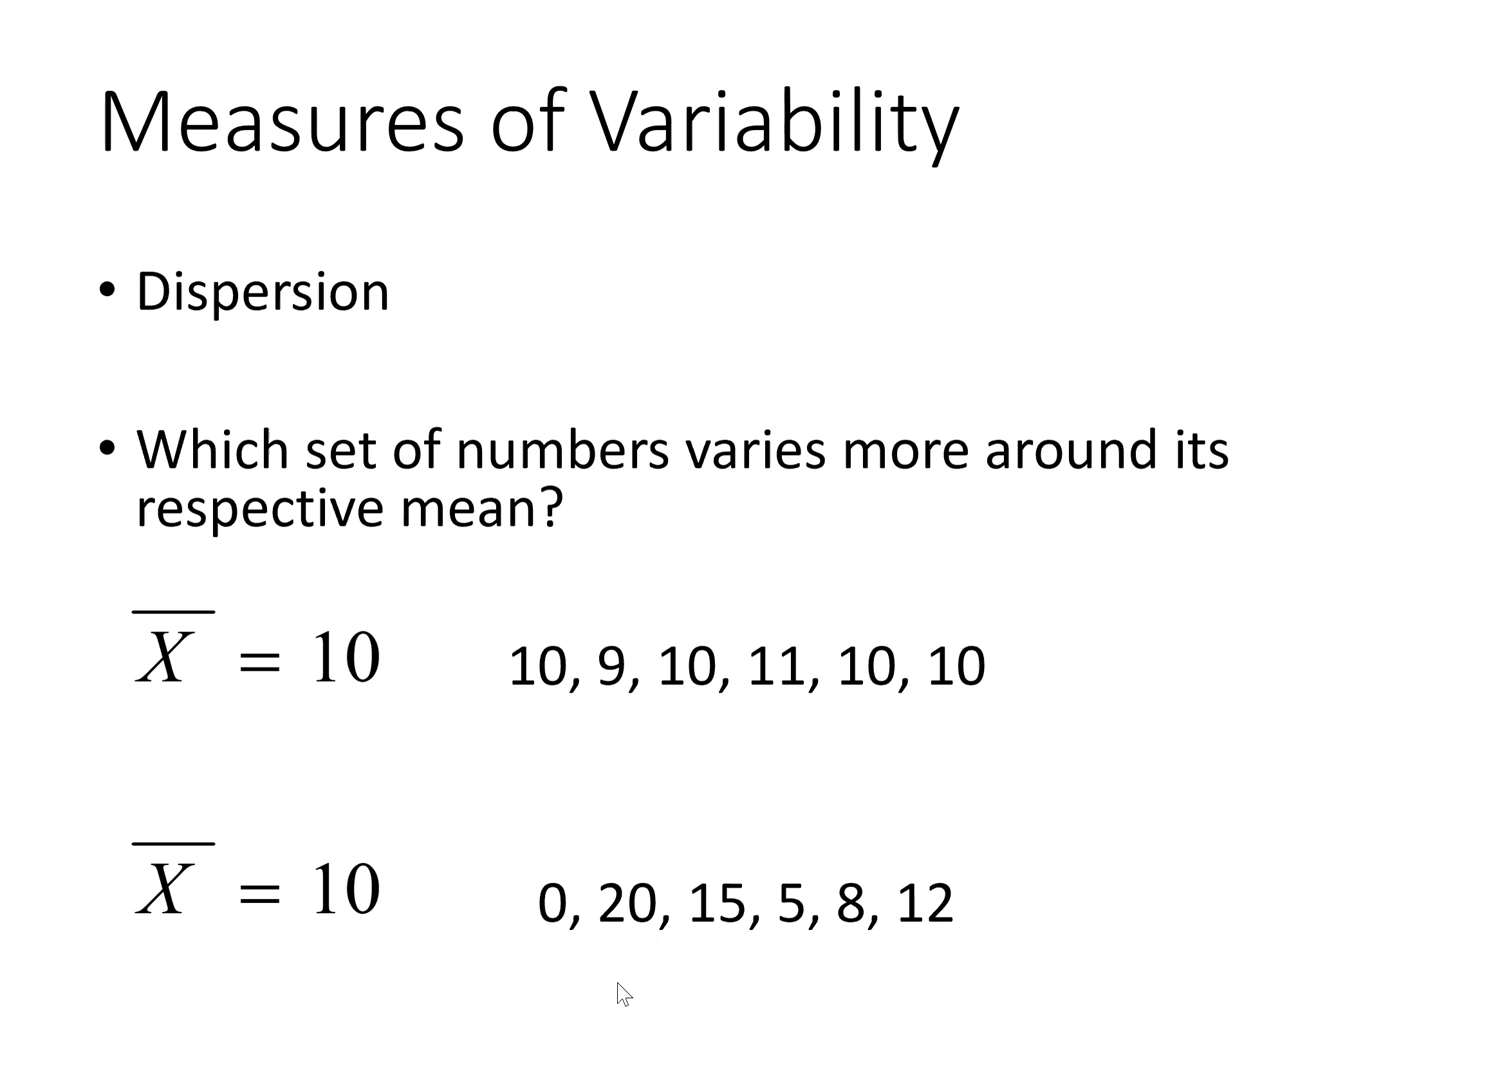 Measures of Variability
• Dispersion
• Which set of numbers varies more around its
respective mean?
X̅ = 10 10, 9, 10, 11, 10, 10
X̅ = 10 0, 20, 15, 5, 8, 12